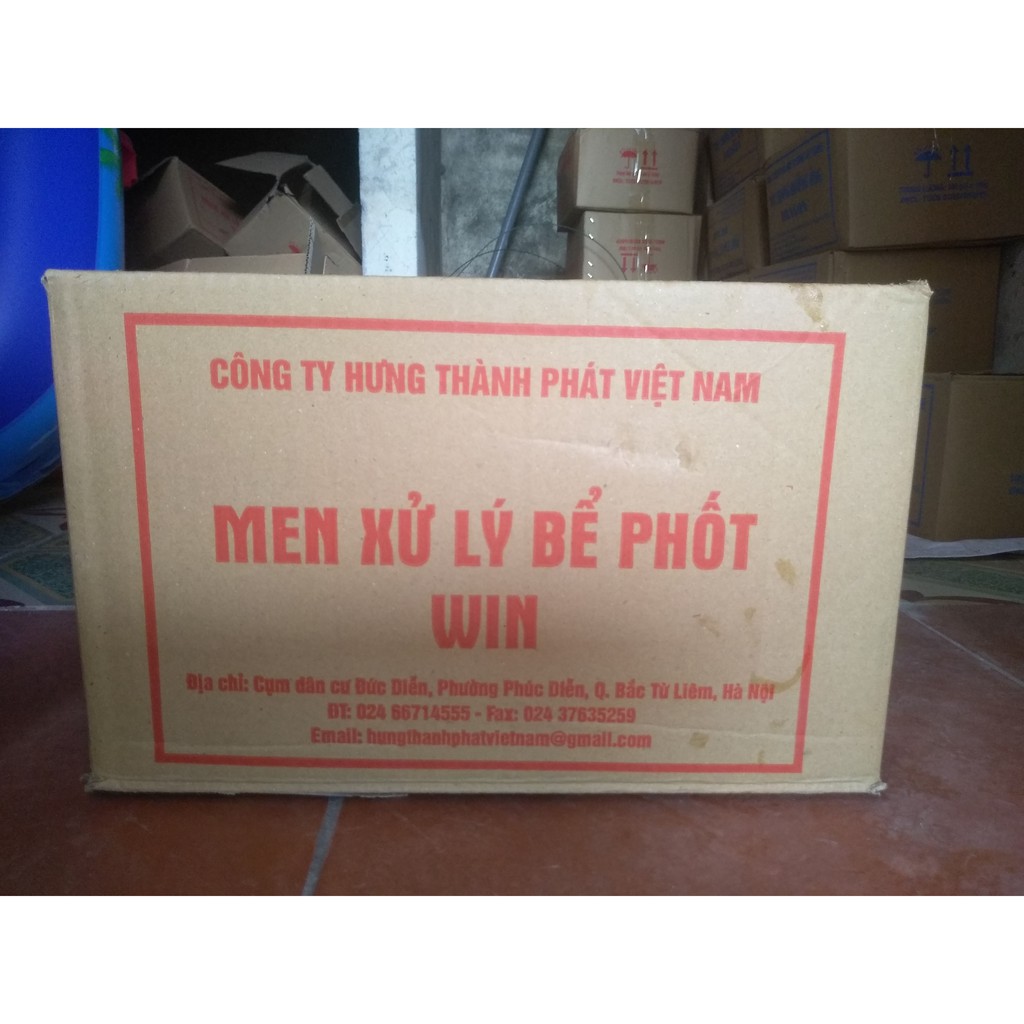 CÔNG TY HƯNG THÀNH PHÁT VIỆT NAM
MEN XỬ LÝ BỂ PHỐT
WIN
Địa chỉ: Cụm dân cư Đức Diễn, Phường Phúc Diễn, Q. Bắc Từ Liêm, Hà Nội
ĐT: 024 66714555 - Fax: 024 37635259
Email: hungthanhphatvietnam@gmail.com